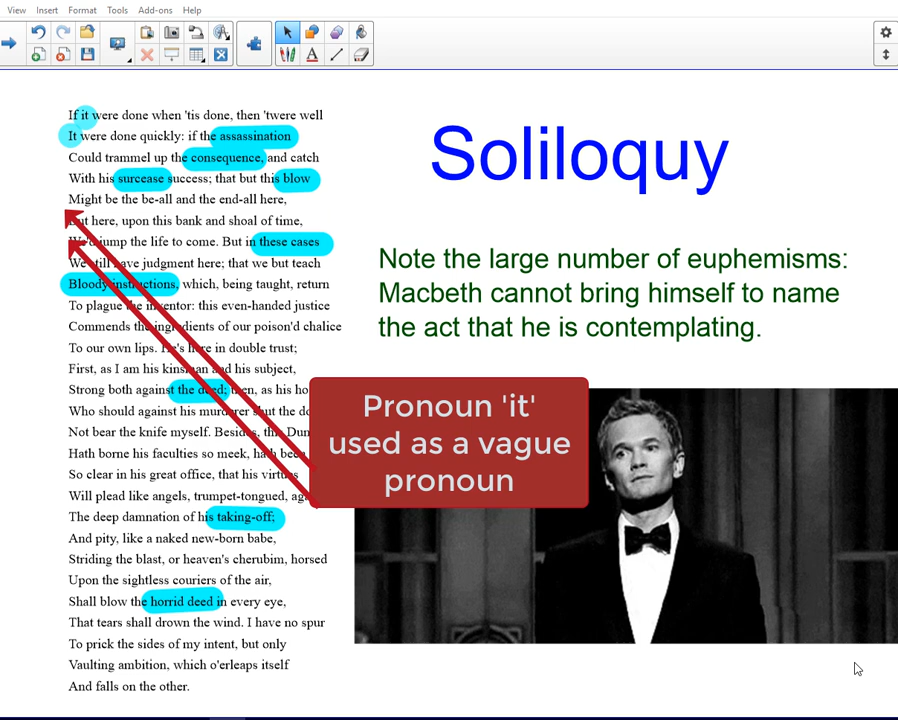 View Insert Format Tools Add-ons Help
If it were done when 'tis done, then 'twere well
It were done quickly: if the assassination
Could trammel up the consequence, and catch
With his surcease success; that but this blow
Might be the be-all and the end-all here,
But here, upon this bank and shoal of time,
We'd jump the life to come. But in these cases
We still have judgment here; that we but teach
Bloody instructions, which, being taught, return
To plague the inventor: this even-handed justice
Commends the ingredients of our poison'd chalice
To our own lips. He's here in double trust;
First, as I am his kinsman and his subject,
Strong both against the deed; then, as his ho
Who should against his murderer shut the do
Not bear the knife myself. Besides, this Dun
Hath borne his faculties so meek, hath been
So clear in his great office, that his virtues
Will plead like angels, trumpet-tongued, aga
The deep damnation of his taking-off;
And pity, like a naked new-born babe,
Striding the blast, or heaven's cherubim, horsed
Upon the sightless couriers of the air,
Shall blow the horrid deed in every eye,
That tears shall drown the wind. I have no spur
To prick the sides of my intent, but only
Vaulting ambition, which o'erleaps itself
And falls on the other.
Soliloquy
Note the large number of euphemisms:
Macbeth cannot bring himself to name
the act that he is contemplating.
Pronoun 'it'
used as a vague
pronoun